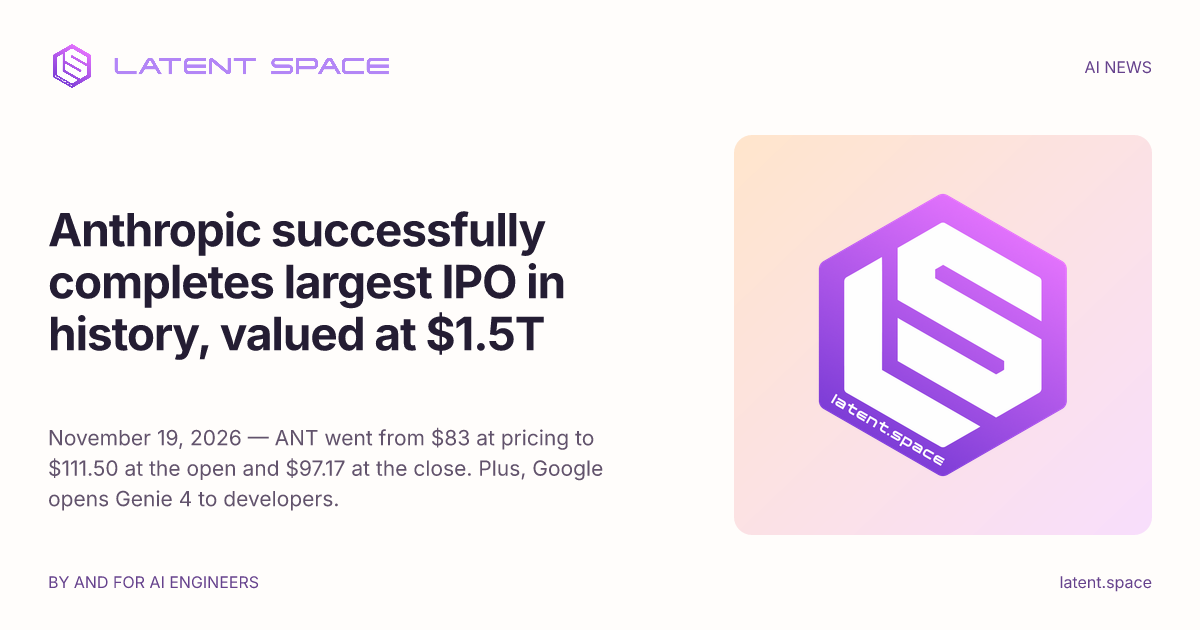 LATENT SPACE
AI NEWS
Anthropic successfully
completes largest IPO in
history, valued at $1.5T
November 19, 2026 — ANT went from $83 at pricing to
$111.50 at the open and $97.17 at the close. Plus, Google
opens Genie 4 to developers.
latent.space
BY AND FOR AI ENGINEERS
latent.space